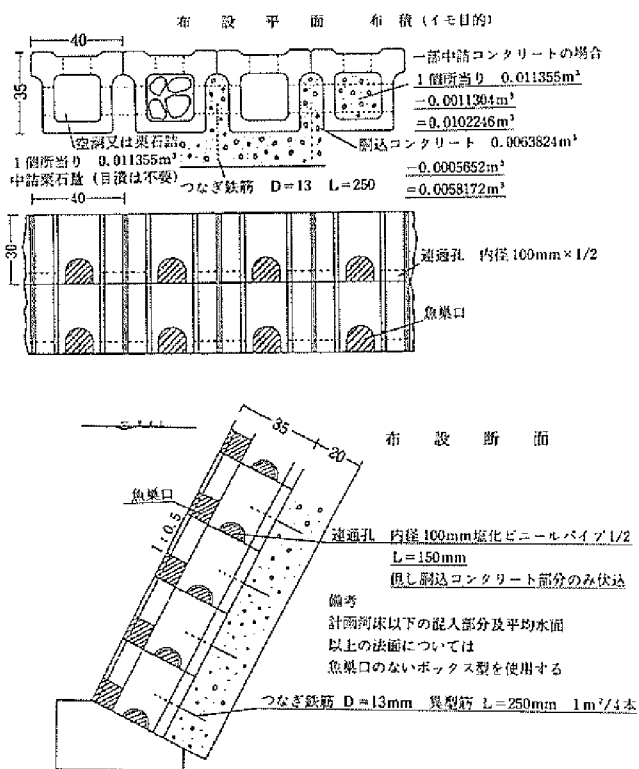 布設平面 布積(イモ目的)
40
35
一部中詰コンクリートの場合
1個所当り 0.011355m³
−0.0011304m³
=0.0102246m³
空洞又は栗石詰
1個所当り 0.011355m³
中詰栗石量(目潰は不要)
胴込コンクリート 0.0063824m³
−0.0005652m³
=0.0058172m³
つなぎ鉄筋 D=13 L=250
40
30
連通孔 内径100mm×1/2
魚巣口
布設断面
35
20
魚巣口
1:0.5
連通孔 内径100mm塩化ビニールパイプ1/2
L=150mm
但し胴込コンクリート部分のみ伏込
備考
計画河床以下の混入部分及平均水面
以上の法面については
魚巣口のないボックス型を使用する
つなぎ鉄筋 D=13mm 異型筋 L=250mm 1m²/4本